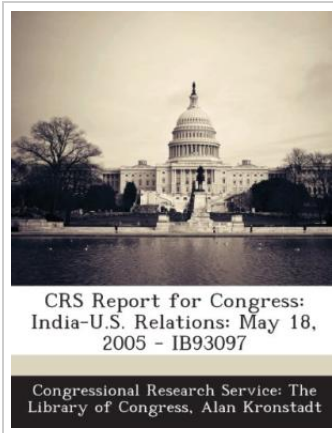 CRS Report for Congress:
India-U.S. Relations: May 18,
2005 - IB93097
Congressional Research Service: The
Library of Congress, Alan Kronstadt